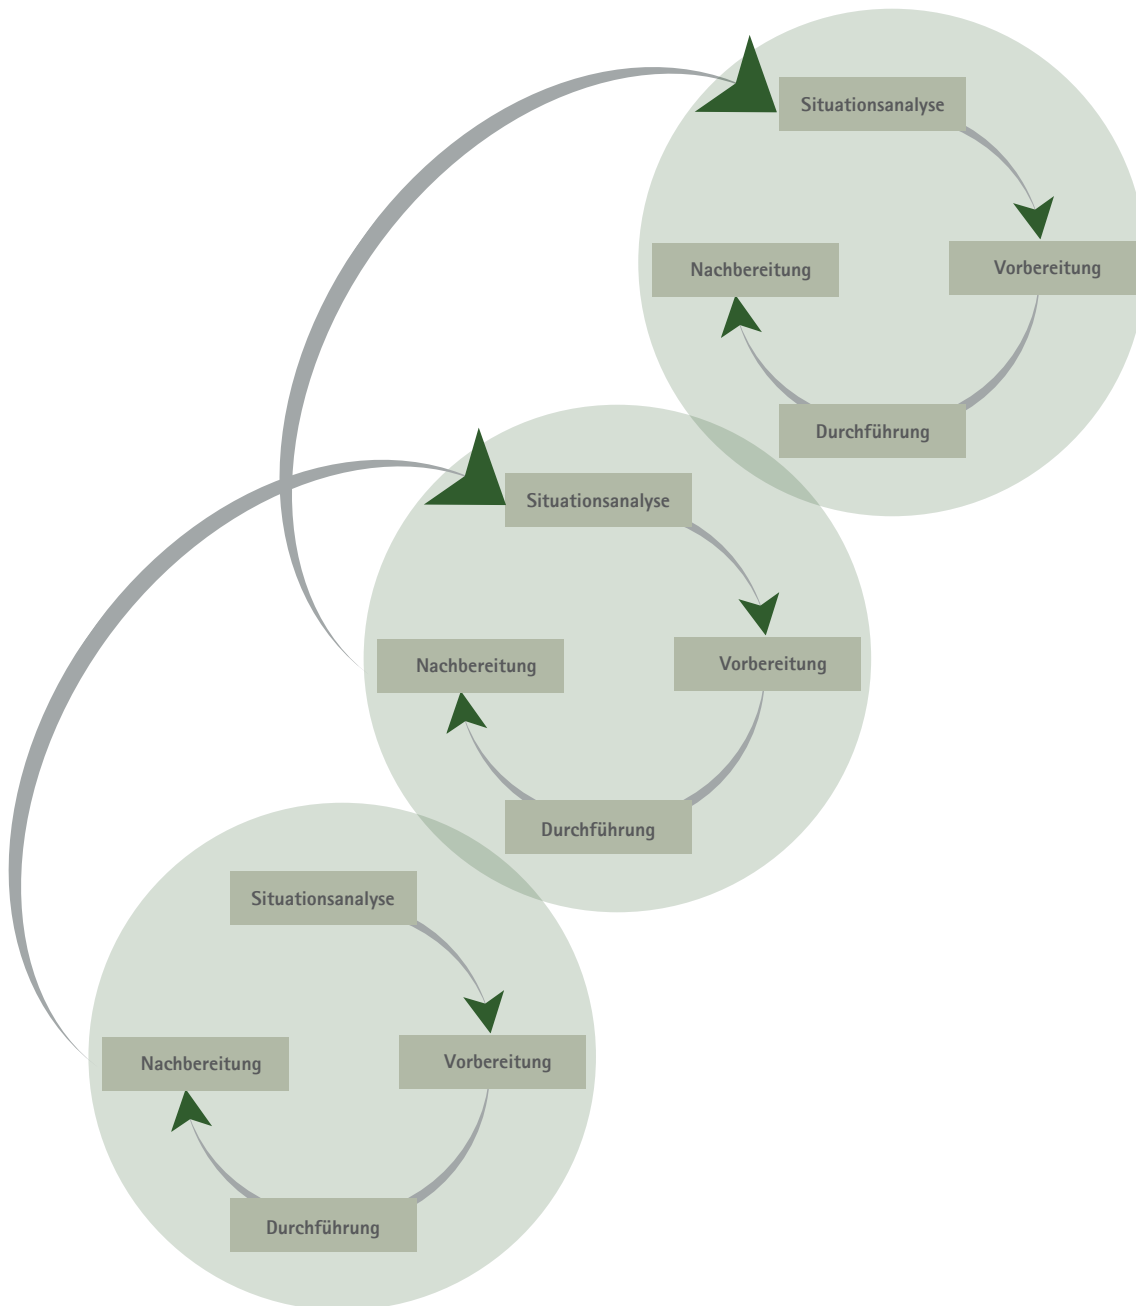 Situationsanalyse
Nachbereitung
Vorbereitung
Durchführung
Situationsanalyse
Nachbereitung
Vorbereitung
Durchführung
Situationsanalyse
Nachbereitung
Vorbereitung
Durchführung